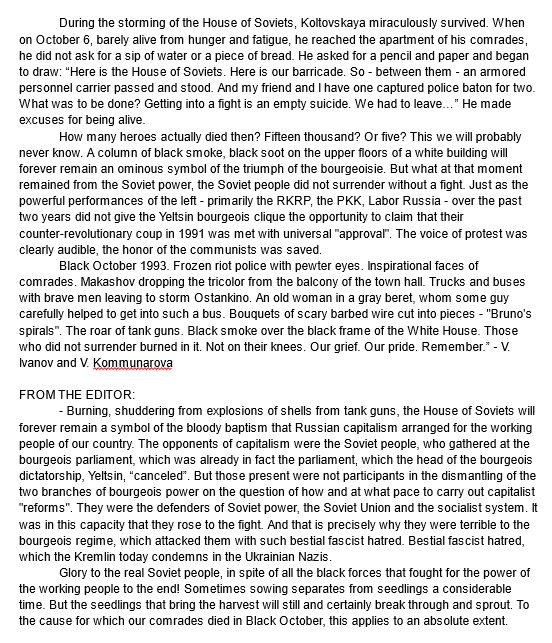 During the storming of the House of Soviets, Koltovskaya miraculously survived. When
on October 6, barely alive from hunger and fatigue, he reached the apartment of his comrades,
he did not ask for a sip of water or a piece of bread. He asked for a pencil and paper and began
to draw: “Here is the House of Soviets. Here is our barricade. So - between them - an armored
personnel carrier passed and stood. And my friend and I have one captured police baton for two.
What was to be done? Getting into a fight is an empty suicide. We had to leave…” He made
excuses for being alive.
How many heroes actually died then? Fifteen thousand? Or five? This we will probably
never know. A column of black smoke, black soot on the upper floors of a white building will
forever remain an ominous symbol of the triumph of the bourgeoisie. But what at that moment
remained from the Soviet power, the Soviet people did not surrender without a fight. Just as the
powerful performances of the left - primarily the RKRP, the PKK, Labor Russia - over the past
two years did not give the Yeltsin bourgeois clique the opportunity to claim that their
counter-revolutionary coup in 1991 was met with universal "approval". The voice of protest was
clearly audible, the honor of the communists was saved.
Black October 1993. Frozen riot police with pewter eyes. Inspirational faces of
comrades. Makashov dropping the tricolor from the balcony of the town hall. Trucks and buses
with brave men leaving to storm Ostankino. An old woman in a gray beret, whom some guy
carefully helped to get into such a bus. Bouquets of scary barbed wire cut into pieces - "Bruno's
spirals". The roar of tank guns. Black smoke over the black frame of the White House. Those
who did not surrender burned in it. Not on their knees. Our grief. Our pride. Remember.” - V.
Ivanov and V. Kommunarova
FROM THE EDITOR:
- Burning, shuddering from explosions of shells from tank guns, the House of Soviets will
forever remain a symbol of the bloody baptism that Russian capitalism arranged for the working
people of our country. The opponents of capitalism were the Soviet people, who gathered at the
bourgeois parliament, which was already in fact the parliament, which the head of the bourgeois
dictatorship, Yeltsin, “canceled”. But those present were not participants in the dismantling of the
two branches of bourgeois power on the question of how and at what pace to carry out capitalist
"reforms". They were the defenders of Soviet power, the Soviet Union and the socialist system. It
was in this capacity that they rose to the fight. And that is precisely why they were terrible to the
bourgeois regime, which attacked them with such bestial fascist hatred. Bestial fascist hatred,
which the Kremlin today condemns in the Ukrainian Nazis.
Glory to the real Soviet people, in spite of all the black forces that fought for the power of
the working people to the end! Sometimes sowing separates from seedlings a considerable
time. But the seedlings that bring the harvest will still and certainly break through and sprout. To
the cause for which our comrades died in Black October, this applies to an absolute extent.